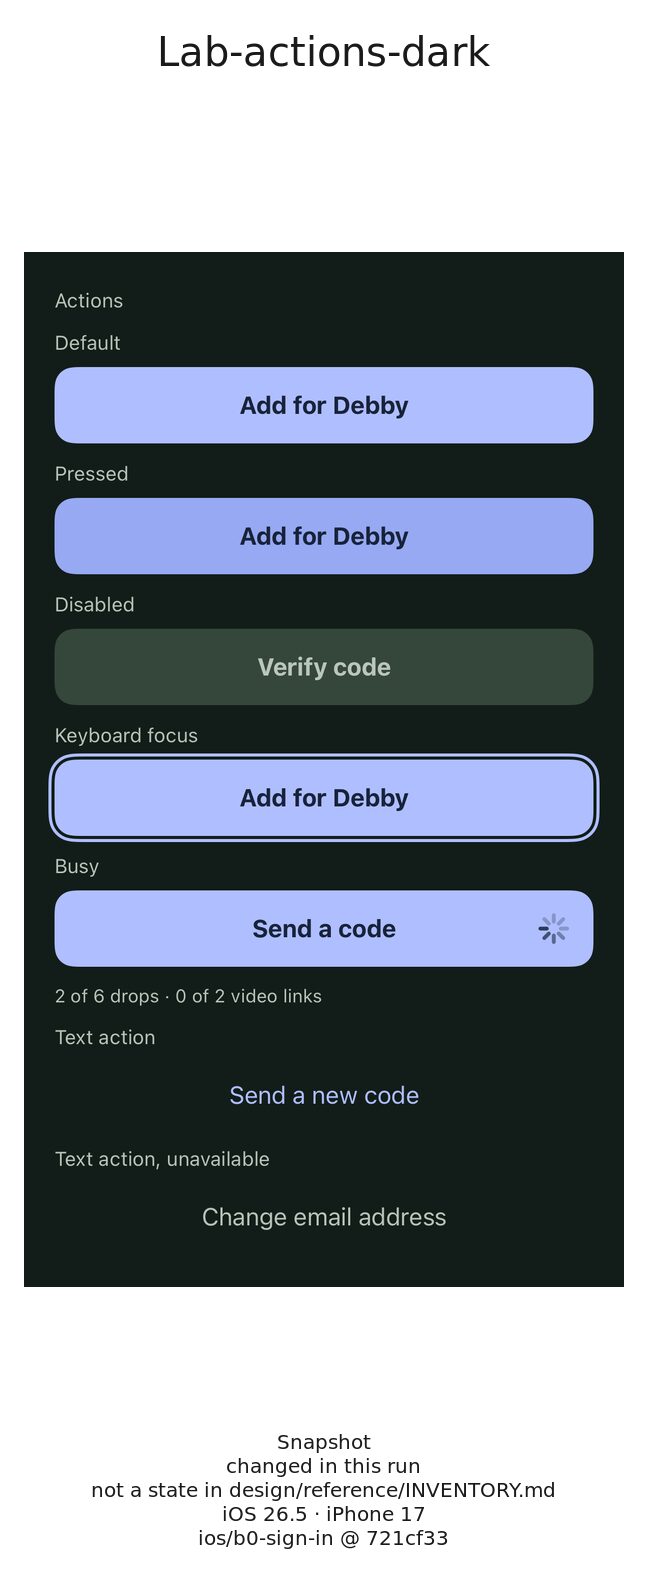 Lab-actions-dark
Actions
Default
Add for Debby
Pressed
Add for Debby
Disabled
Verify code
Keyboard focus
Add for Debby
Busy
Send a code
2 of 6 drops · 0 of 2 video links
Text action
Send a new code
Text action, unavailable
Change email address
Snapshot
changed in this run
not a state in design/reference/INVENTORY.md
iOS 26.5 · iPhone 17
ios/b0-sign-in @ 721cf33